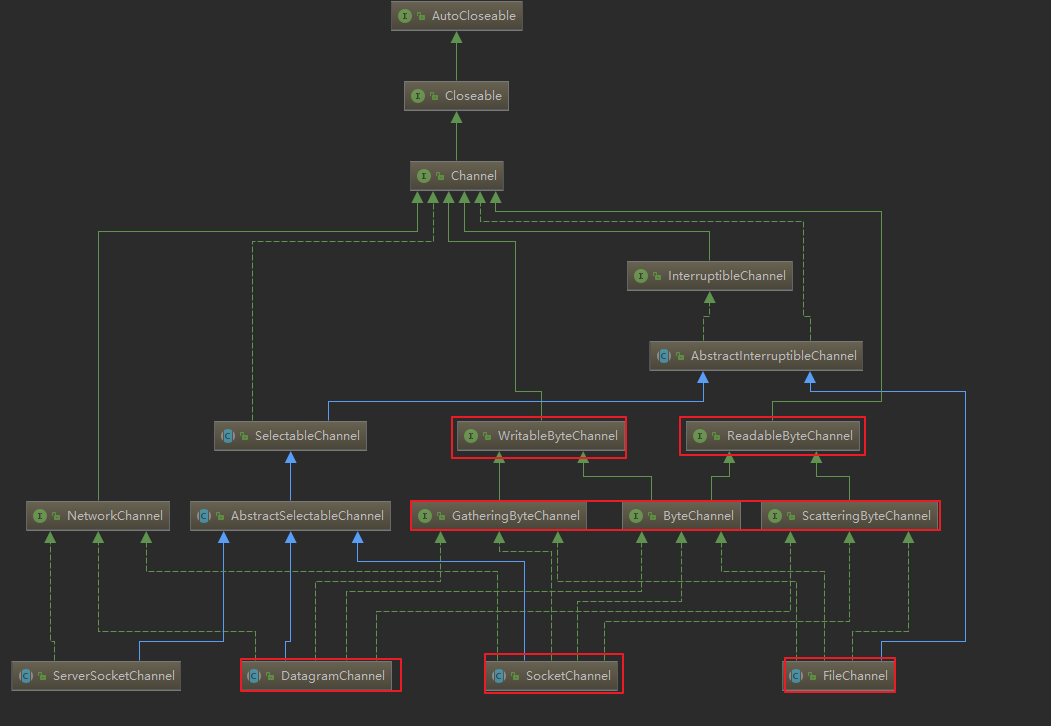 AutoCloseable
Closeable
Channel
InterruptibleChannel
AbstractInterruptibleChannel
SelectableChannel
WritableByteChannel
ReadableByteChannel
NetworkChannel
AbstractSelectableChannel
GatheringByteChannel
ByteChannel
ScatteringByteChannel
ServerSocketChannel
DatagramChannel
SocketChannel
FileChannel